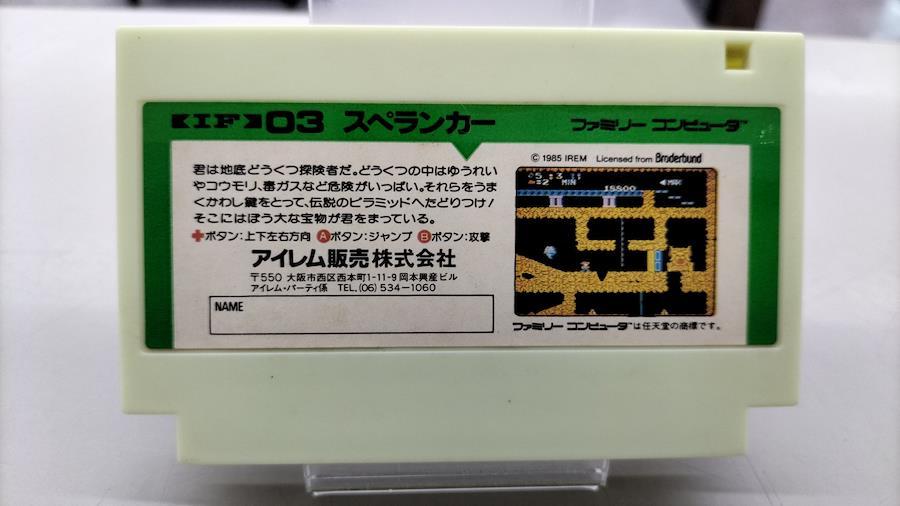 IF 03 スペランカー ファミリー コンピュータ™
君は地底どうくつ探険者だ。どうくつの中はゆうれい
やコウモリ、毒ガスなど危険がいっぱい。それらをうま
くかわし鍵をとって、伝説のピラミッドへたどりつけ!
そこにはぼう大な宝物が君をまっている。
✚ボタン:上下左右方向 Ⓐボタン:ジャンプ Ⓑボタン:攻撃
アイレム販売株式会社
〒550 大阪市西区西本町1-11-9 岡本興産ビル
アイレム・パーティ係 TEL.(06)534-1060
NAME
© 1985 IREM Licensed from Brøderbund
18800
MIN
ファミリー コンピュータ™は任天堂の商標です。